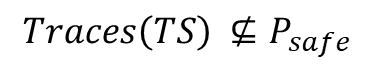 Traces(TS) ⊈ P_safe